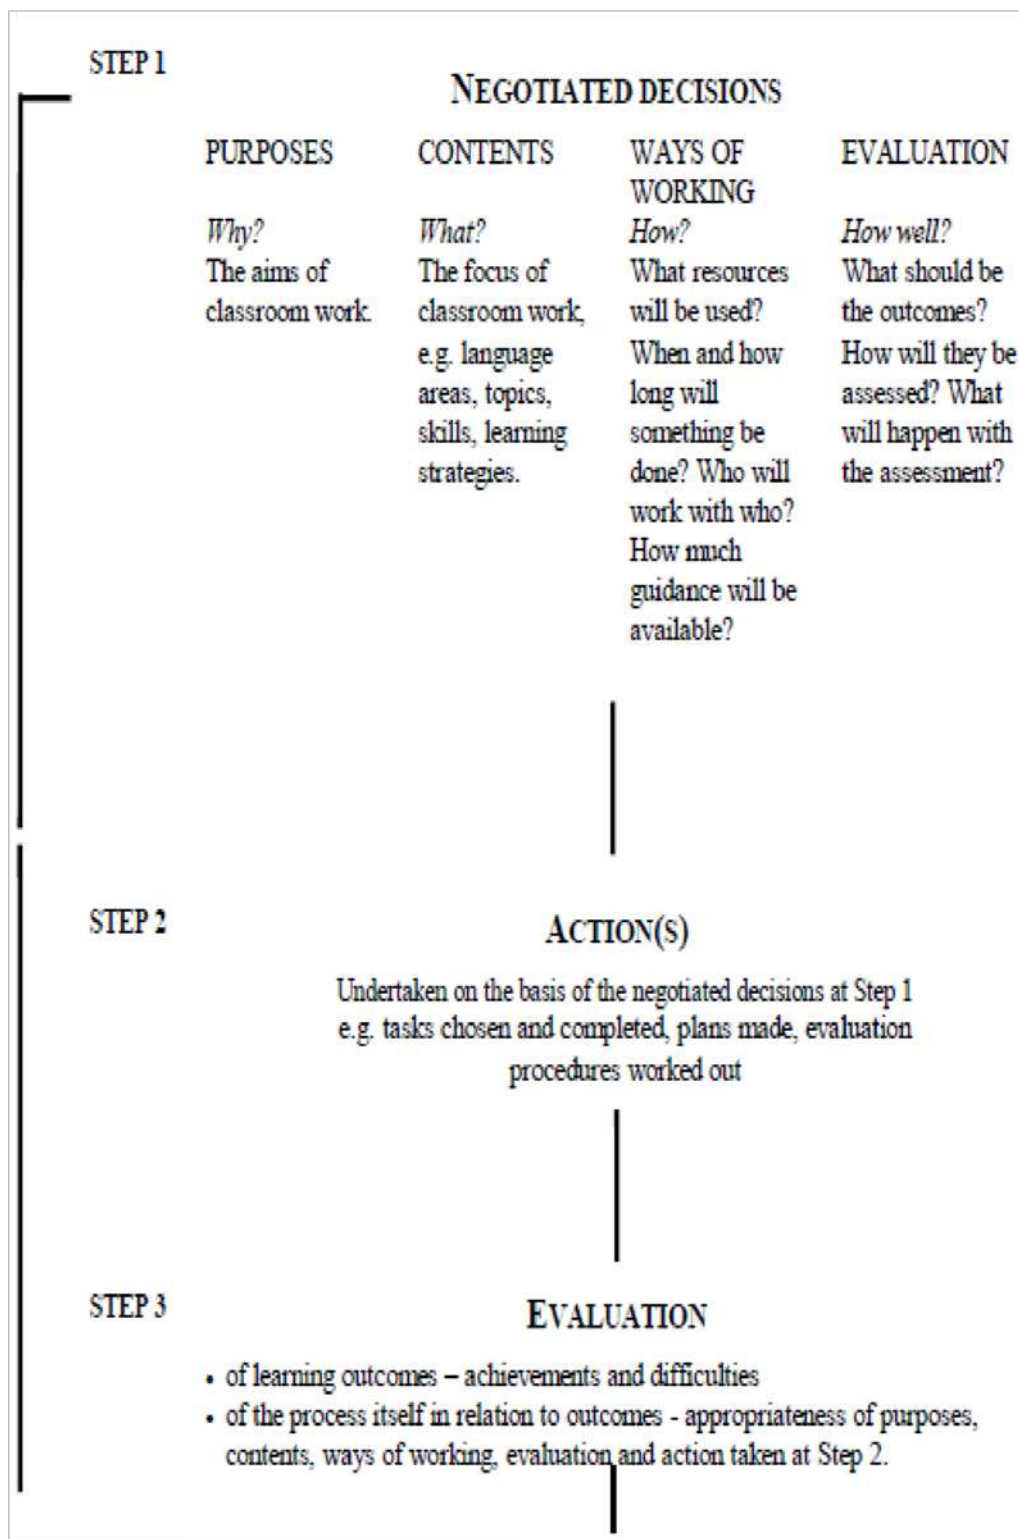 STEP 1
NEGOTIATED DECISIONS
PURPOSES
Why?
The aims of
classroom work.
CONTENTS
What?
The focus of
classroom work,
e.g. language
areas, topics,
skills, learning
strategies.
WAYS OF
WORKING
How?
What resources
will be used?
When and how
long will
something be
done? Who will
work with who?
How much
guidance will be
available?
EVALUATION
How well?
What should be
the outcomes?
How will they be
assessed? What
will happen with
the assessment?
STEP 2
ACTION(S)
Undertaken on the basis of the negotiated decisions at Step 1
e.g. tasks chosen and completed, plans made, evaluation
procedures worked out
STEP 3
EVALUATION
• of learning outcomes – achievements and difficulties
• of the process itself in relation to outcomes - appropriateness of purposes,
contents, ways of working, evaluation and action taken at Step 2.